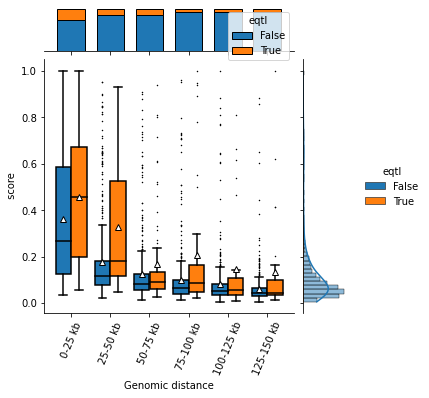 eqtl
False
True
1.0
0.8
0.6
0.4
0.2
0.0
score
eqtl
False
True
0-25 kb
25-50 kb
50-75 kb
75-100 kb
100-125 kb
125-150 kb
Genomic distance